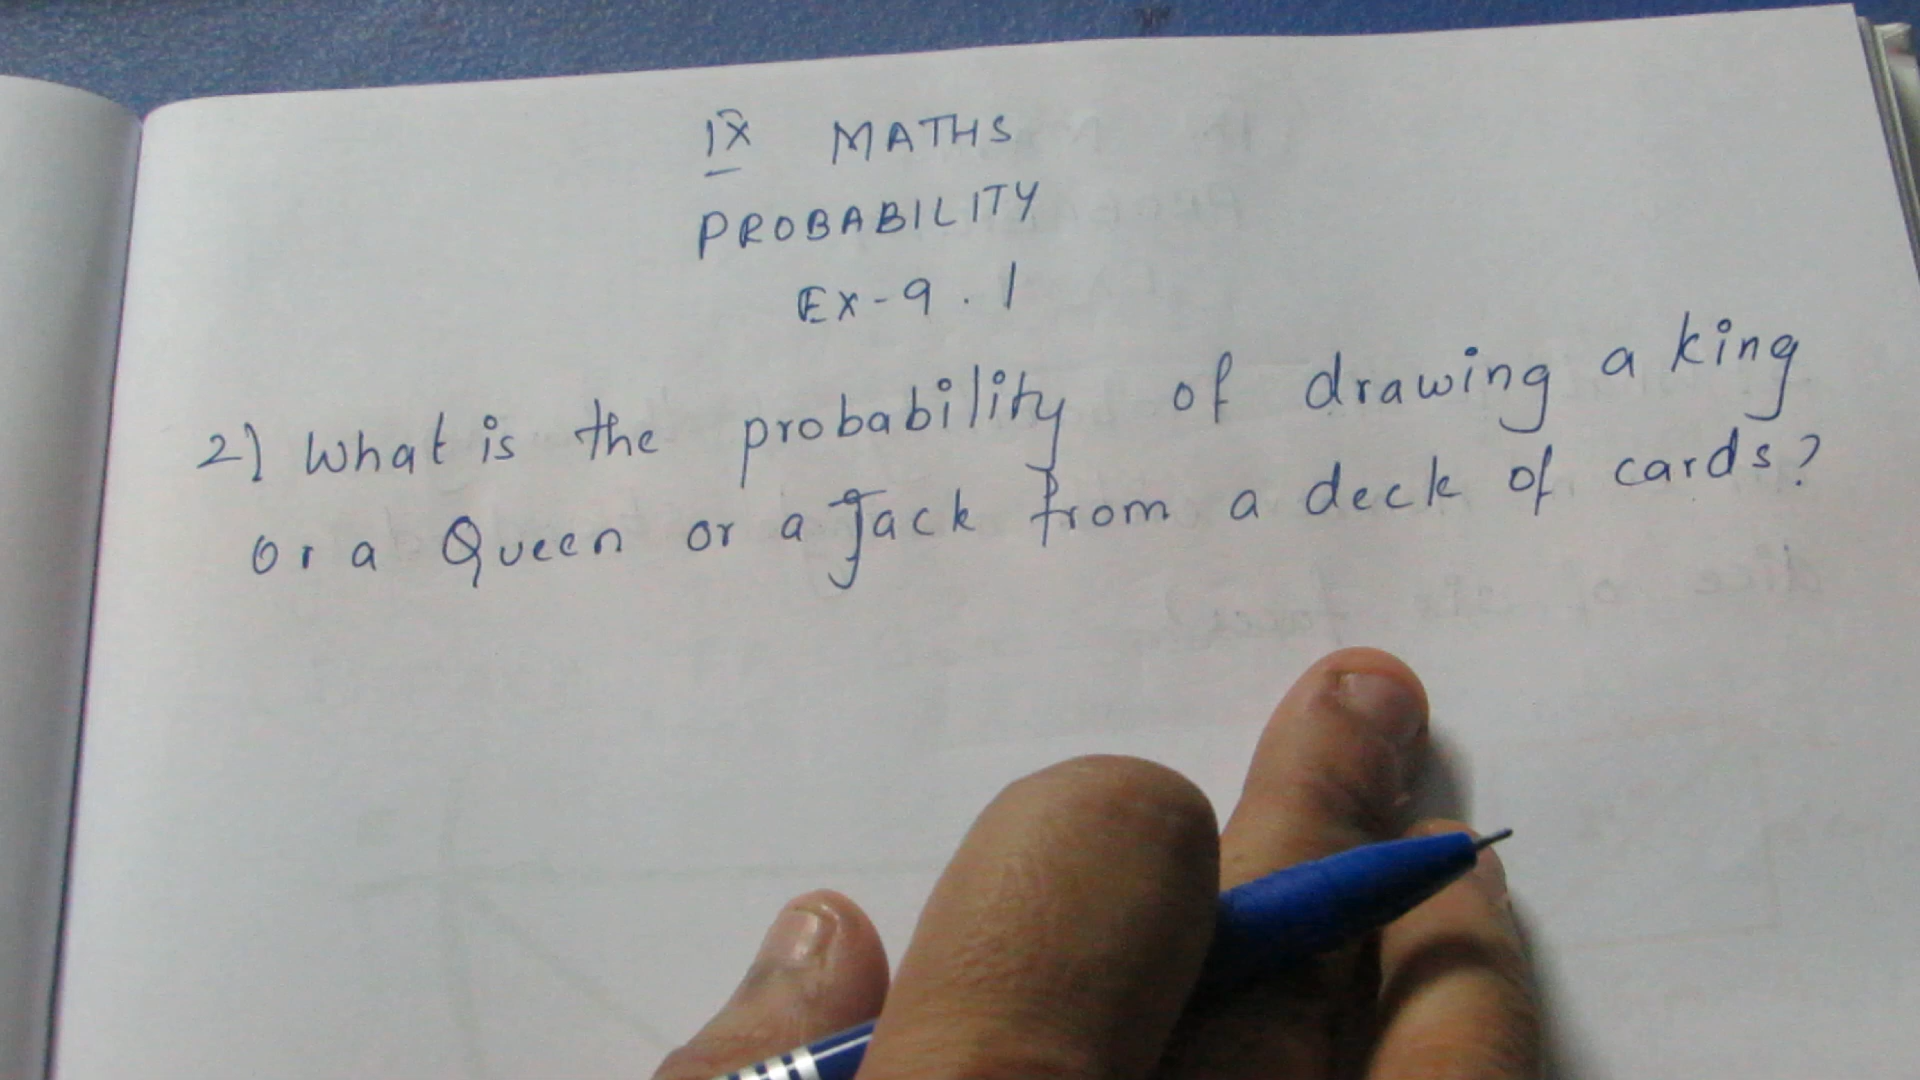 IX MATHS
PROBABILITY
Ex-9.1
2) What is the probability of drawing a king
or a Queen or a Jack from a deck of cards?